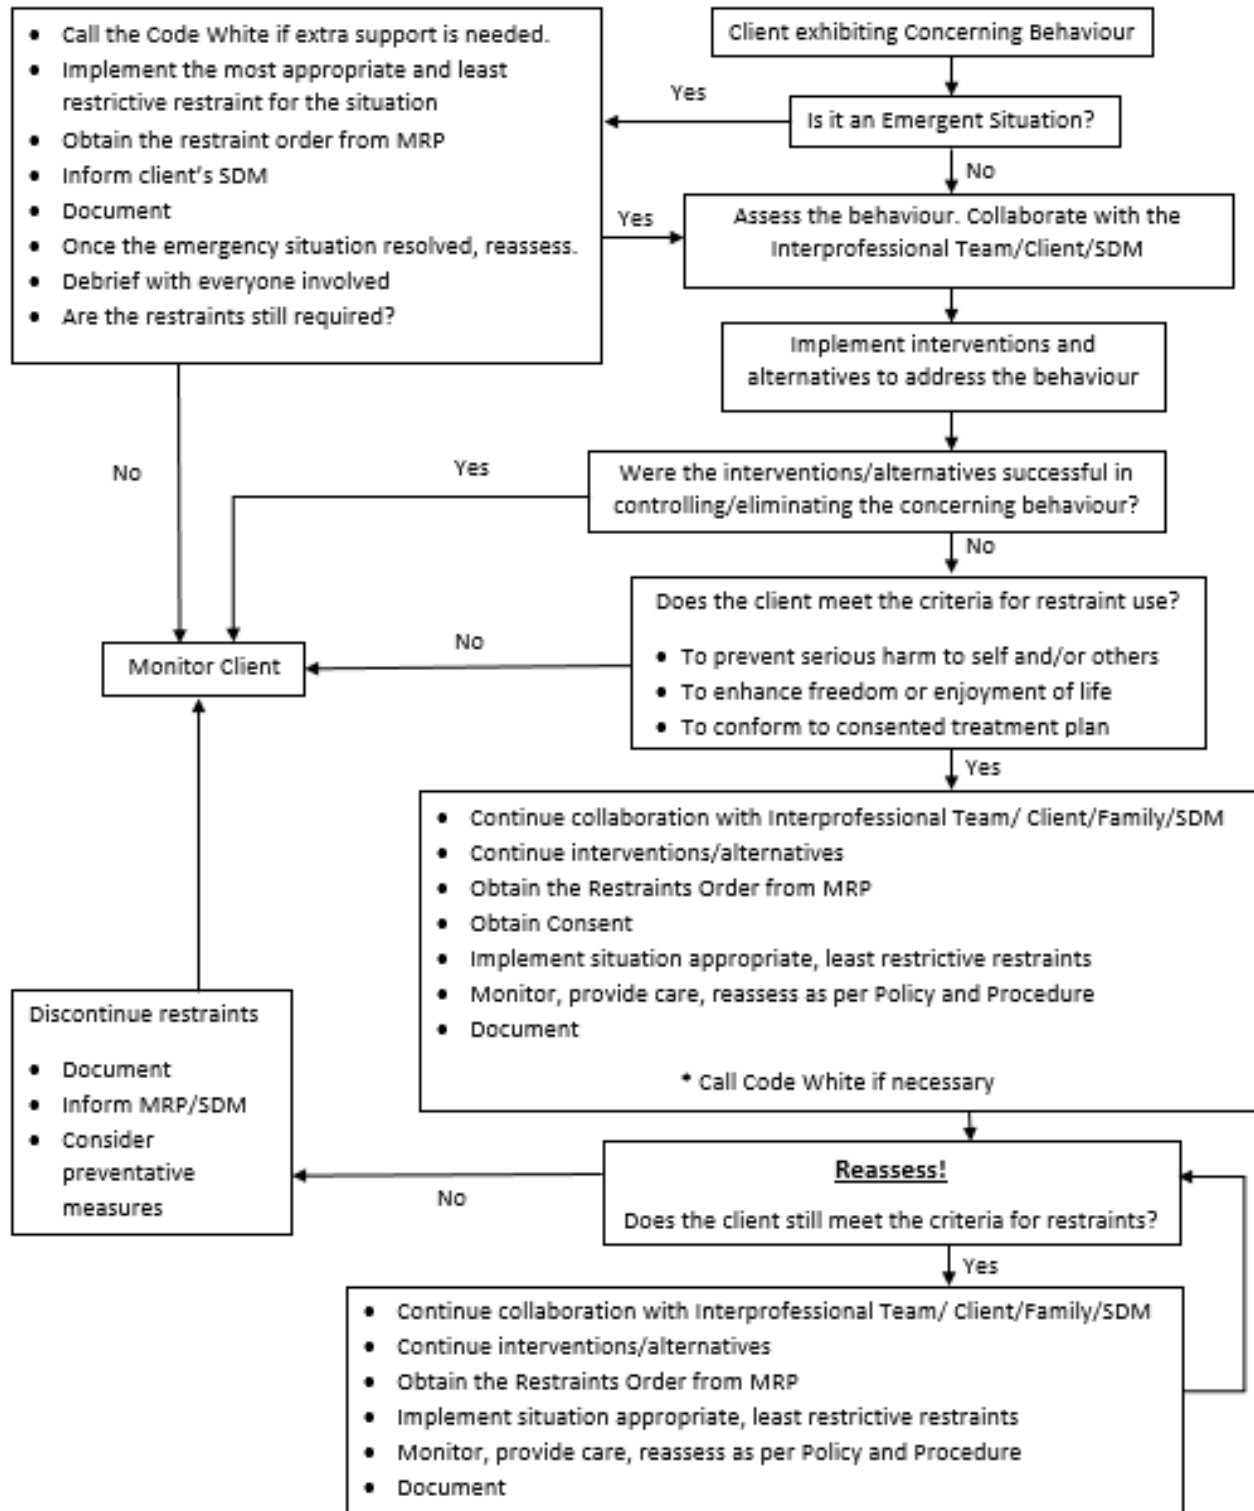 Client exhibiting Concerning Behaviour
Is it an Emergent Situation?
Yes
No
• Call the Code White if extra support is needed.
• Implement the most appropriate and least
restrictive restraint for the situation
• Obtain the restraint order from MRP
• Inform client's SDM
• Document
• Once the emergency situation resolved, reassess.
• Debrief with everyone involved
• Are the restraints still required?
Yes
No
Assess the behaviour. Collaborate with the
Interprofessional Team/Client/SDM
Implement interventions and
alternatives to address the behaviour
Were the interventions/alternatives successful in
controlling/eliminating the concerning behaviour?
Yes
No
Does the client meet the criteria for restraint use?
• To prevent serious harm to self and/or others
• To enhance freedom or enjoyment of life
• To conform to consented treatment plan
No
Monitor Client
Yes
• Continue collaboration with Interprofessional Team/ Client/Family/SDM
• Continue interventions/alternatives
• Obtain the Restraints Order from MRP
• Obtain Consent
• Implement situation appropriate, least restrictive restraints
• Monitor, provide care, reassess as per Policy and Procedure
• Document
* Call Code White if necessary
Reassess!
Does the client still meet the criteria for restraints?
No
Discontinue restraints
• Document
• Inform MRP/SDM
• Consider
preventative
measures
Yes
• Continue collaboration with Interprofessional Team/ Client/Family/SDM
• Continue interventions/alternatives
• Obtain the Restraints Order from MRP
• Implement situation appropriate, least restrictive restraints
• Monitor, provide care, reassess as per Policy and Procedure
• Document